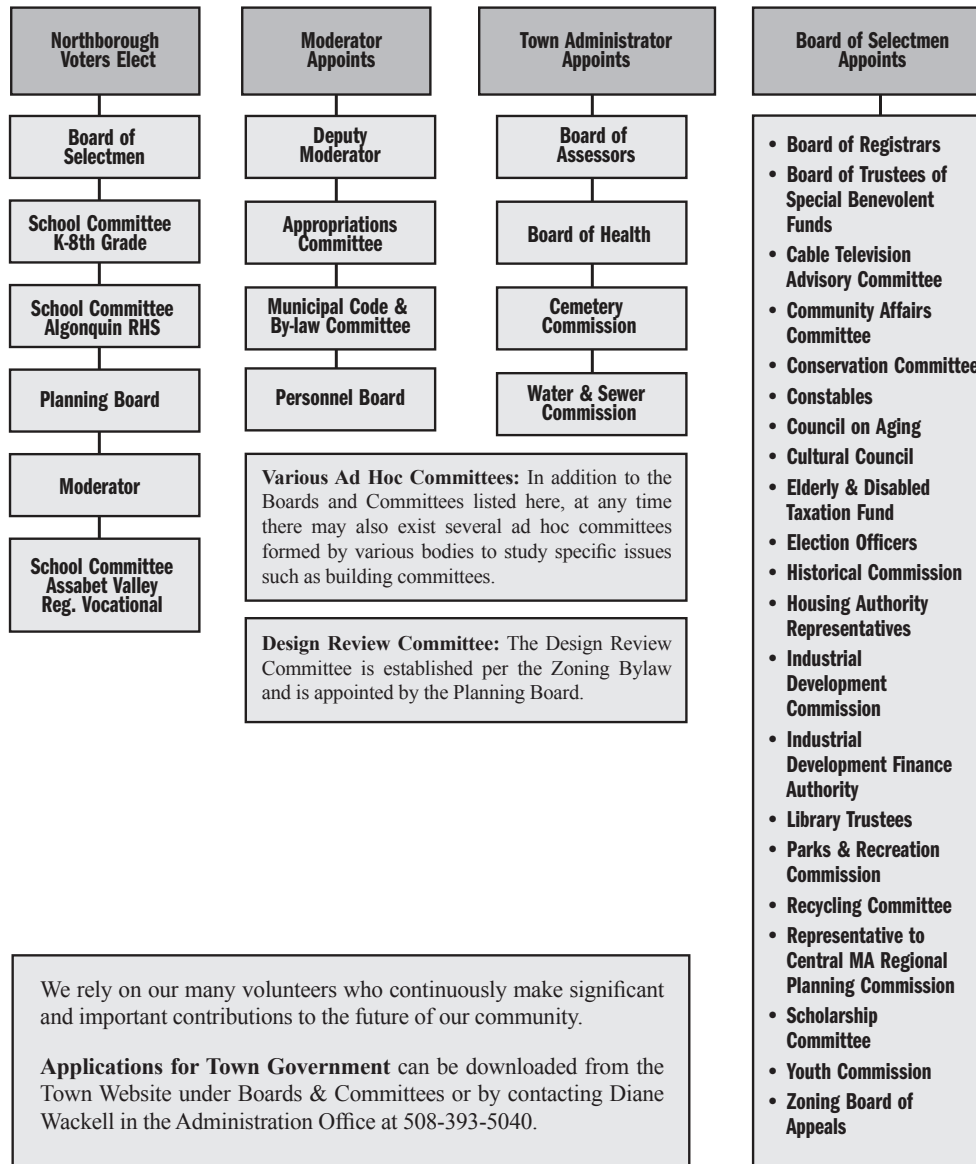 Northborough
Voters Elect
Board of
Selectmen
School Committee
K-8th Grade
School Committee
Algonquin RHS
Planning Board
Moderator
School Committee
Assabet Valley
Reg. Vocational
Moderator
Appoints
Deputy
Moderator
Appropriations
Committee
Municipal Code &
By-law Committee
Personnel Board
Town Administrator
Appoints
Board of
Assessors
Board of Health
Cemetery
Commission
Water & Sewer
Commission
Various Ad Hoc Committees: In addition to the
Boards and Committees listed here, at any time
there may also exist several ad hoc committees
formed by various bodies to study specific issues
such as building committees.
Design Review Committee: The Design Review
Committee is established per the Zoning Bylaw
and is appointed by the Planning Board.
Board of Selectmen
Appoints
• Board of Registrars
• Board of Trustees of
Special Benevolent
Funds
• Cable Television
Advisory Committee
• Community Affairs
Committee
• Conservation Committee
• Constables
• Council on Aging
• Cultural Council
• Elderly & Disabled
Taxation Fund
• Election Officers
• Historical Commission
• Housing Authority
Representatives
• Industrial
Development
Commission
• Industrial
Development Finance
Authority
• Library Trustees
• Parks & Recreation
Commission
• Recycling Committee
• Representative to
Central MA Regional
Planning Commission
• Scholarship
Committee
• Youth Commission
• Zoning Board of
Appeals
We rely on our many volunteers who continuously make significant
and important contributions to the future of our community.
Applications for Town Government can be downloaded from the
Town Website under Boards & Committees or by contacting Diane
Wackell in the Administration Office at 508-393-5040.